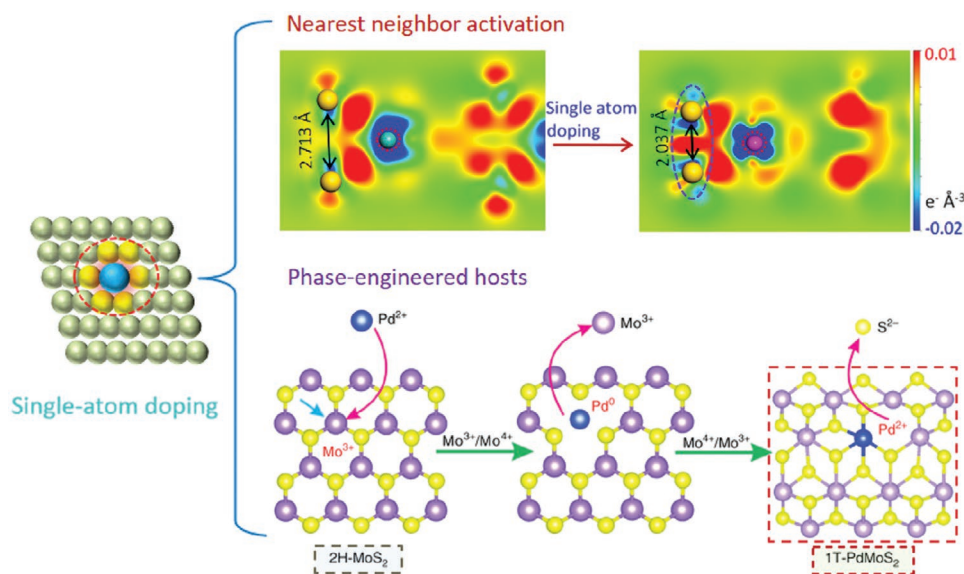 Nearest neighbor activation
2.713 Å
Single atom
doping
2.037 Å
0.01
e⁻ Å⁻³
-0.02
Single-atom doping
Phase-engineered hosts
Pd²⁺
Mo³⁺
S²⁻
Mo³⁺
Pd⁰
Pd²⁺
Mo³⁺/Mo⁴⁺
Mo⁴⁺/Mo³⁺
2H-MoS₂
1T-PdMoS₂